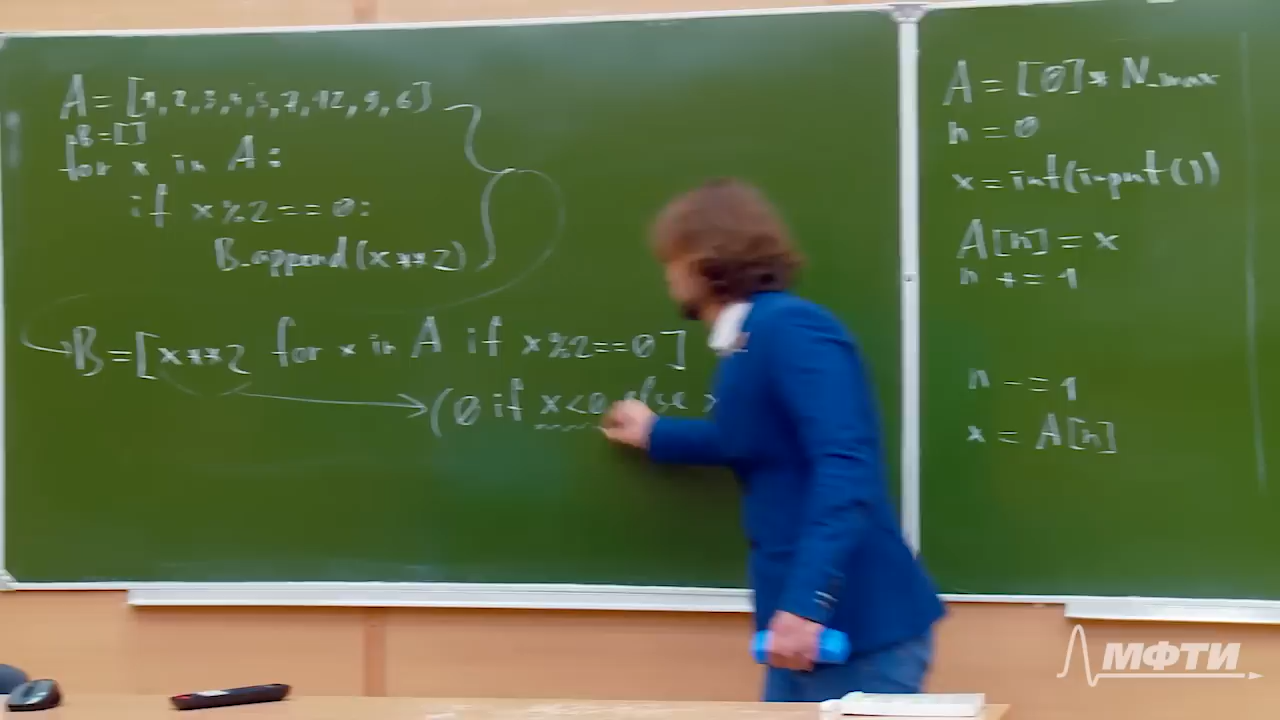 A = [1,2,3,4,5,7,12,9,6]
B=[]
for x in A:
if x%2==0:
B.append(x**2)
B=[x**2 for x in A if x%2==0]
(0 if x<0 else
A = [0]* N_max
n = 0
x = int(input())
A[n] = x
n += 1
n -= 1
x = A[n]
МФТИ